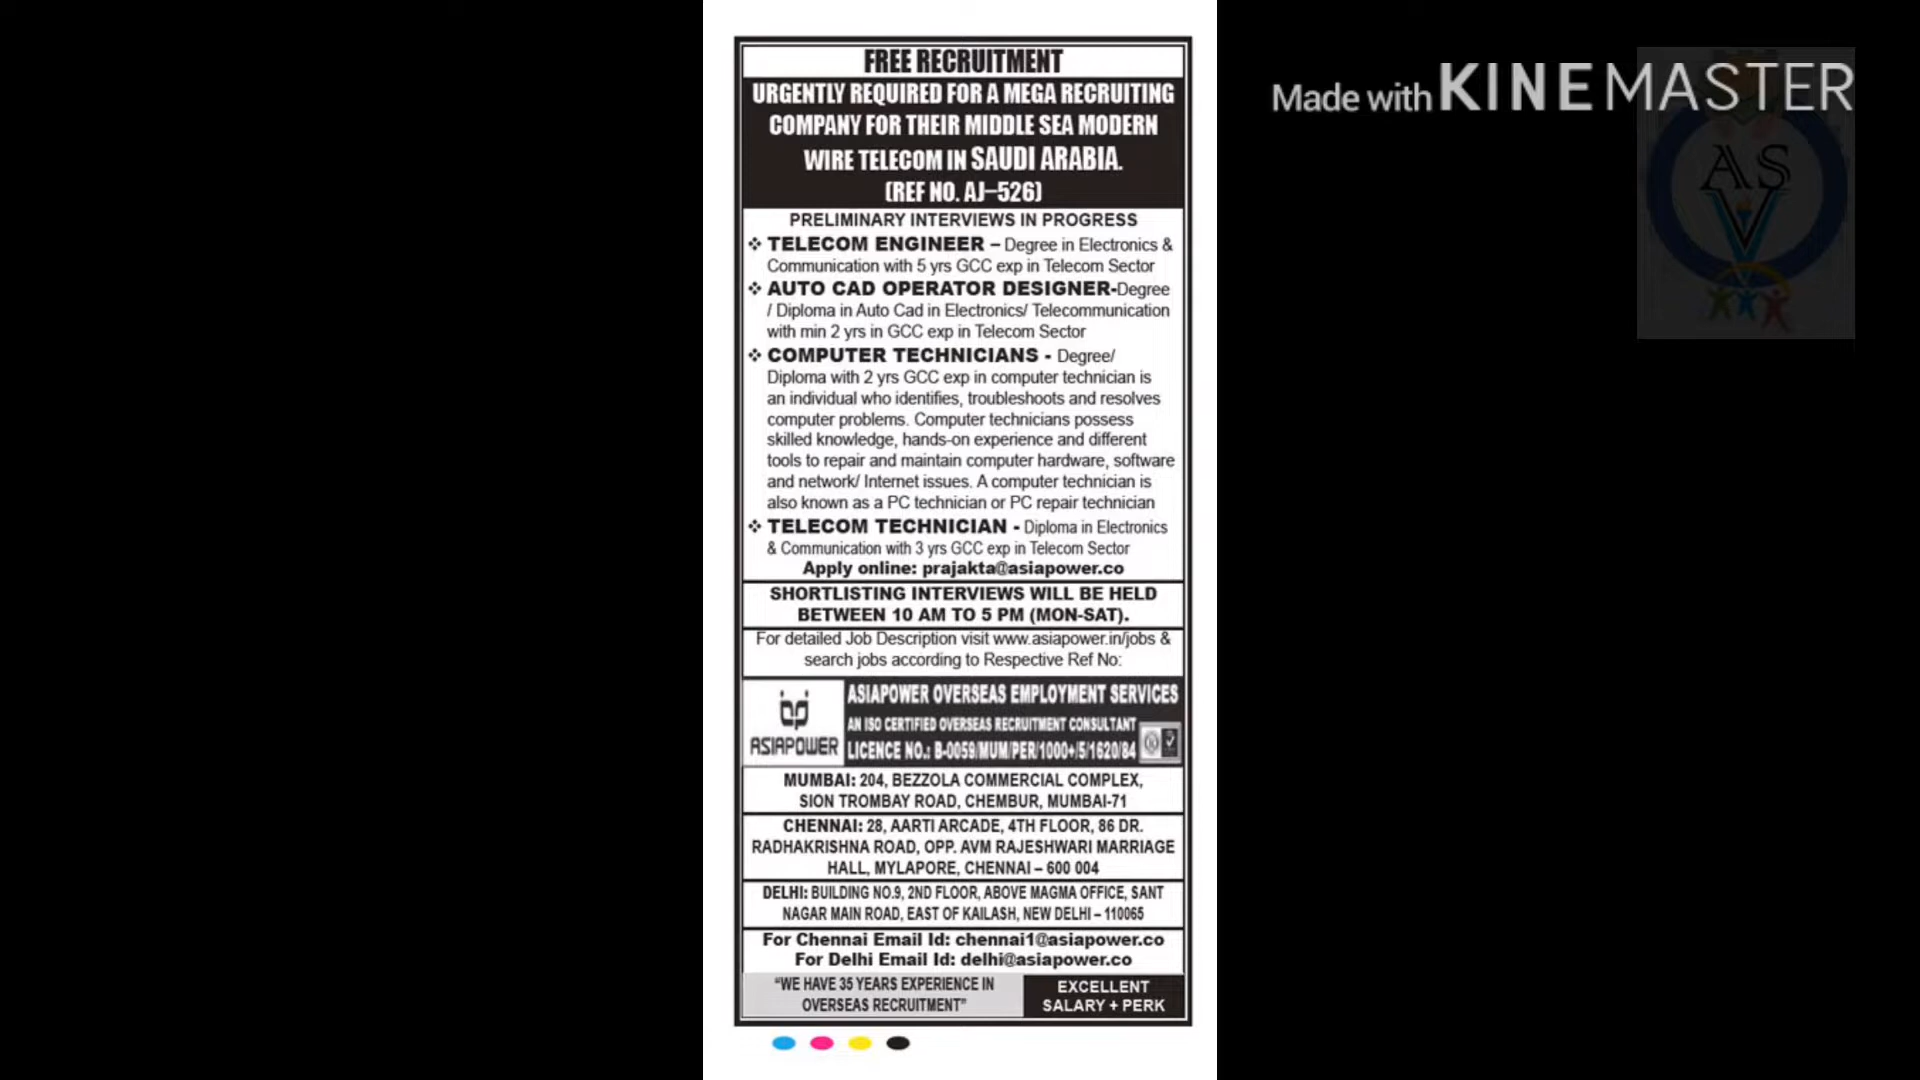 FREE RECRUITMENT
URGENTLY REQUIRED FOR A MEGA RECRUITING
COMPANY FOR THEIR MIDDLE SEA MODERN
WIRE TELECOM IN SAUDI ARABIA.
(REF NO. AJ–526)
PRELIMINARY INTERVIEWS IN PROGRESS
❖ TELECOM ENGINEER – Degree in Electronics &
Communication with 5 yrs GCC exp in Telecom Sector
❖ AUTO CAD OPERATOR DESIGNER-Degree
/ Diploma in Auto Cad in Electronics/ Telecommunication
with min 2 yrs in GCC exp in Telecom Sector
❖ COMPUTER TECHNICIANS - Degree/
Diploma with 2 yrs GCC exp in computer technician is
an individual who identifies, troubleshoots and resolves
computer problems. Computer technicians possess
skilled knowledge, hands-on experience and different
tools to repair and maintain computer hardware, software
and network/ Internet issues. A computer technician is
also known as a PC technician or PC repair technician
❖ TELECOM TECHNICIAN - Diploma in Electronics
& Communication with 3 yrs GCC exp in Telecom Sector
Apply online: prajakta@asiapower.co
SHORTLISTING INTERVIEWS WILL BE HELD
BETWEEN 10 AM TO 5 PM (MON-SAT).
For detailed Job Description visit www.asiapower.in/jobs &
search jobs according to Respective Ref No:
ASIAPOWER
ASIAPOWER OVERSEAS EMPLOYMENT SERVICES
AN ISO CERTIFIED OVERSEAS RECRUITMENT CONSULTANT
LICENCE NO.: B-0059/MUM/PER/1000+/5/1620/84
MUMBAI: 204, BEZZOLA COMMERCIAL COMPLEX,
SION TROMBAY ROAD, CHEMBUR, MUMBAI-71
CHENNAI: 28, AARTI ARCADE, 4TH FLOOR, 86 DR.
RADHAKRISHNA ROAD, OPP. AVM RAJESHWARI MARRIAGE
HALL, MYLAPORE, CHENNAI – 600 004
DELHI: BUILDING NO.9, 2ND FLOOR, ABOVE MAGMA OFFICE, SANT
NAGAR MAIN ROAD, EAST OF KAILASH, NEW DELHI – 110065
For Chennai Email Id: chennai1@asiapower.co
For Delhi Email Id: delhi@asiapower.co
“WE HAVE 35 YEARS EXPERIENCE IN
OVERSEAS RECRUITMENT”
EXCELLENT
SALARY + PERK
Made with KINEMASTER
ASV